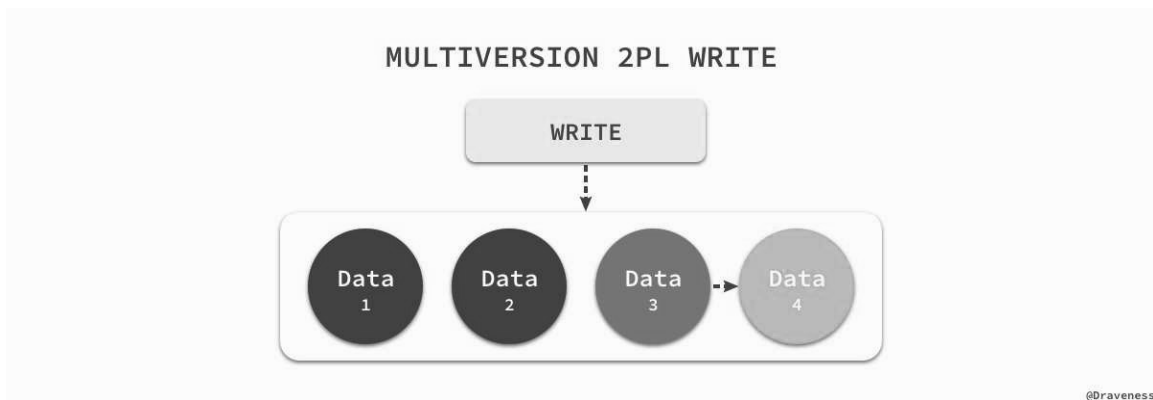 MULTIVERSION 2PL WRITE
WRITE
Data Data Data Data
1 2 3 4
@Draveness